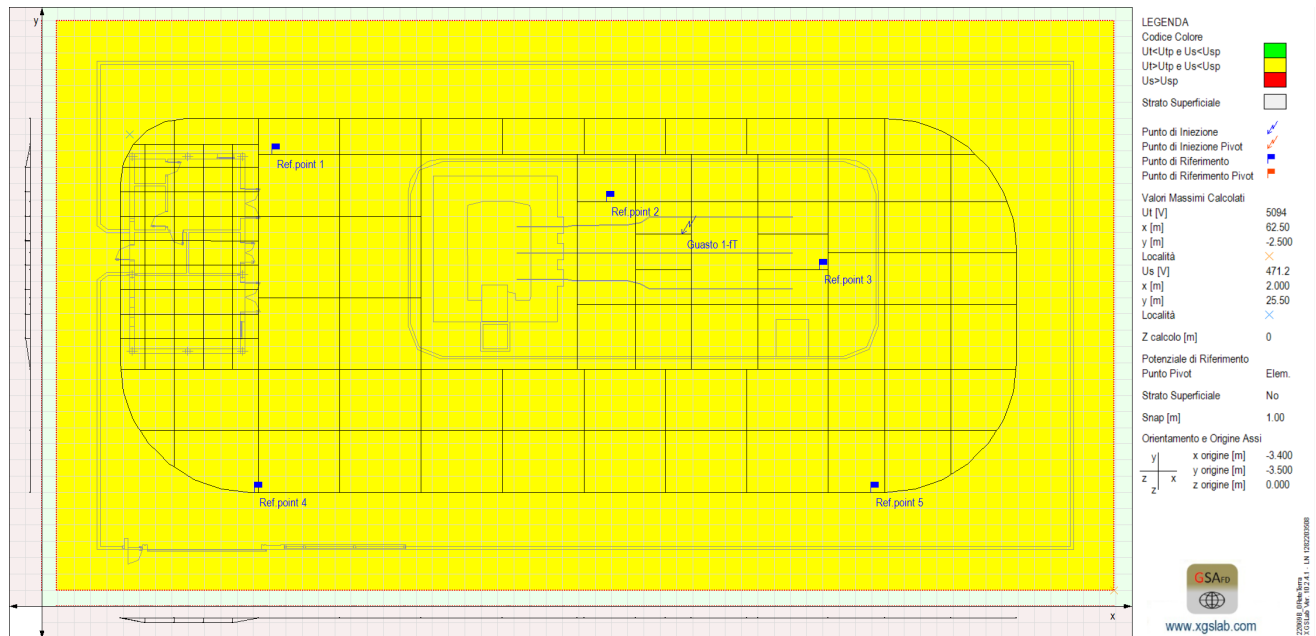 y
Ref.point 1
Ref.point 2
Guasto 1-fT
Ref.point 3
Ref.point 4
Ref.point 5
x
LEGENDA
Codice Colore
Ut<Utp e Us<Usp
Ut>Utp e Us<Usp
Us>Usp
Strato Superficiale
Punto di Iniezione
Punto di Iniezione Pivot
Punto di Riferimento
Punto di Riferimento Pivot
Valori Massimi Calcolati
Ut [V] 5094
x [m] 62.50
y [m] -2.500
Località
Us [V] 471.2
x [m] 2.000
y [m] 25.50
Località
Z calcolo [m] 0
Potenziale di Riferimento
Punto Pivot Elem.
Strato Superficiale No
Snap [m] 1.00
Orientamento e Origine Assi
y x origine [m] -3.400
z x y origine [m] -3.500
z z origine [m] 0.000
GSAFD
www.xgslab.com